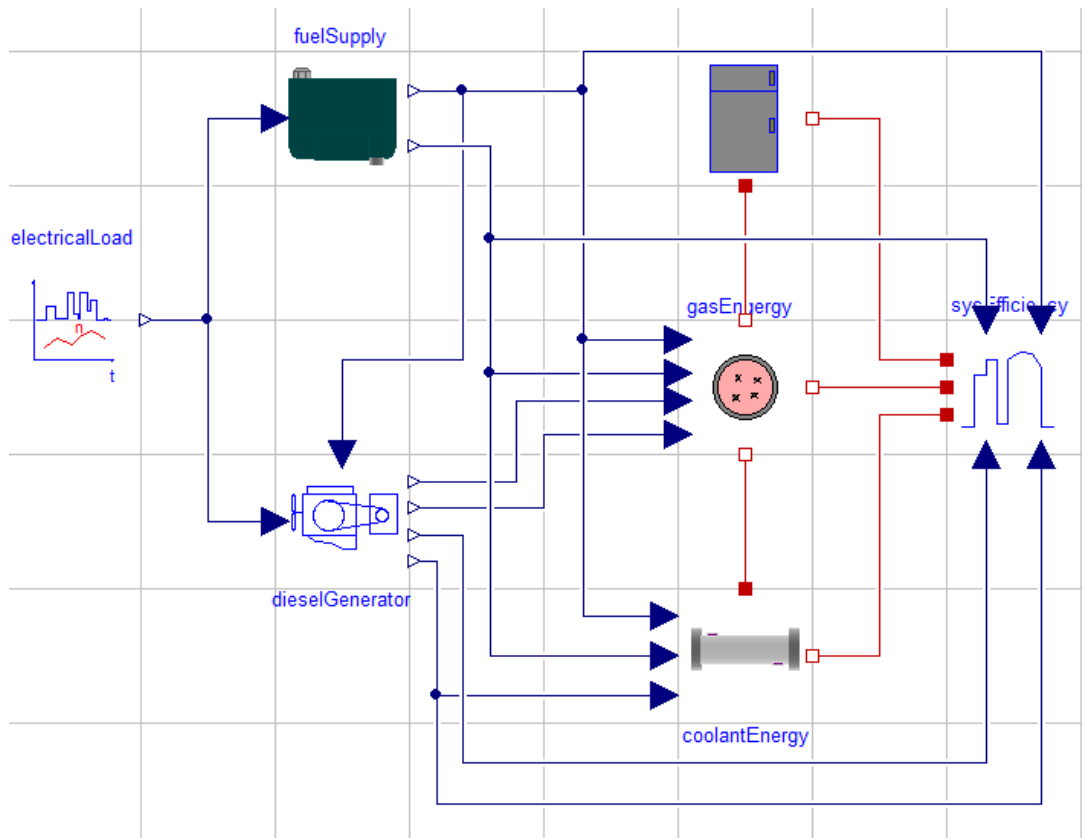 fuelSupply
electricalLoad
n
t
gasEnergy
dieselGenerator
coolantEnergy